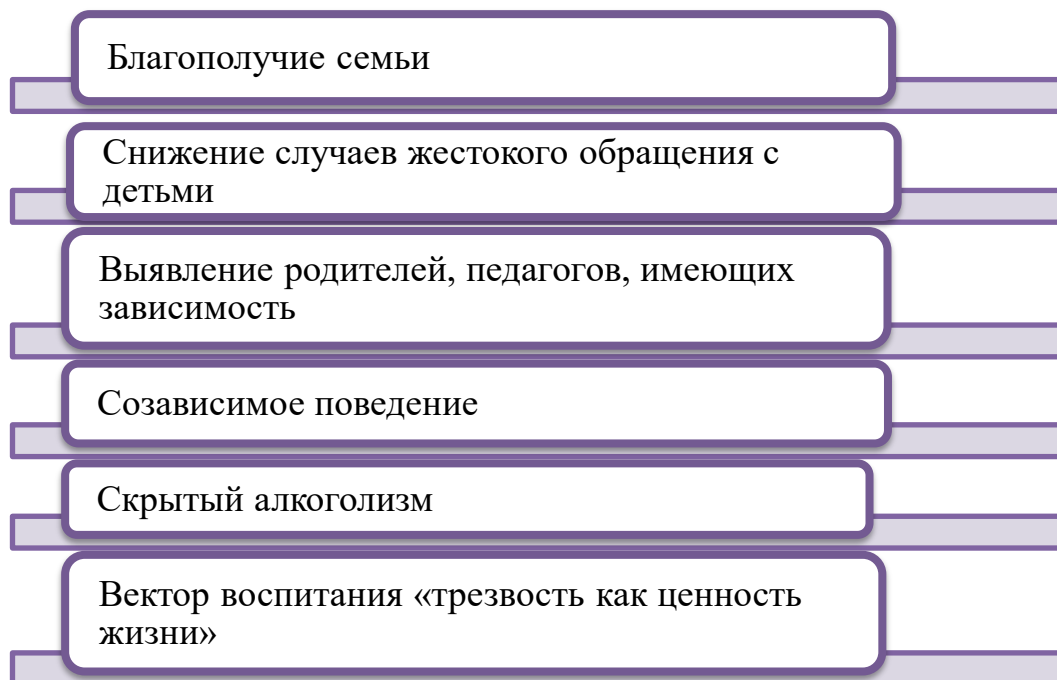 Благополучие семьи
Снижение случаев жестокого обращения с
детьми
Выявление родителей, педагогов, имеющих
зависимость
Созависимое поведение
Скрытый алкоголизм
Вектор воспитания «трезвость как ценность
жизни»